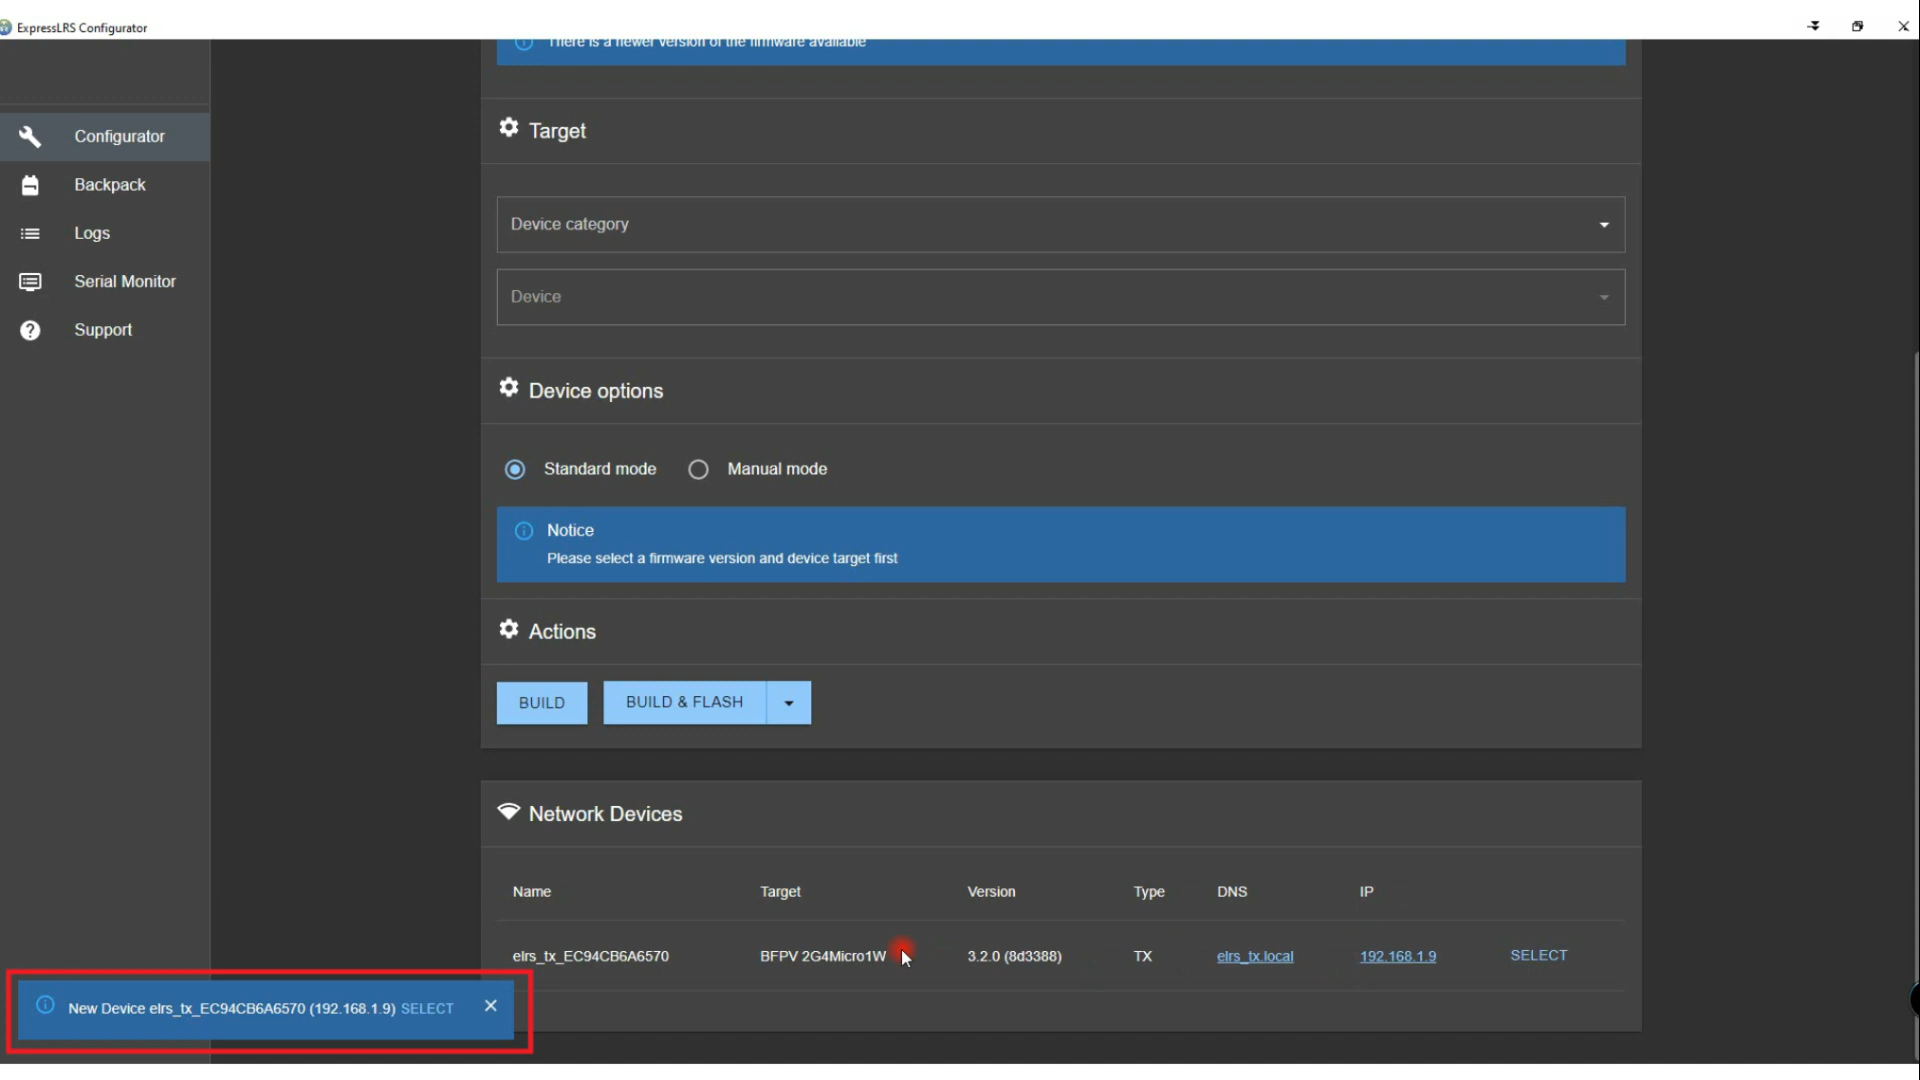 ExpressLRS Configurator
There is a newer version of the firmware available
Configurator
Backpack
Logs
Serial Monitor
Support
Target
Device category
Device
Device options
Standard mode Manual mode
Notice
Please select a firmware version and device target first
Actions
BUILD BUILD & FLASH
Network Devices
Name Target Version Type DNS IP
elrs_tx_EC94CB6A6570 BFPV 2G4Micro1W 3.2.0 (8d3388) TX elrs_tx.local 192.168.1.9 SELECT
New Device elrs_tx_EC94CB6A6570 (192.168.1.9) SELECT